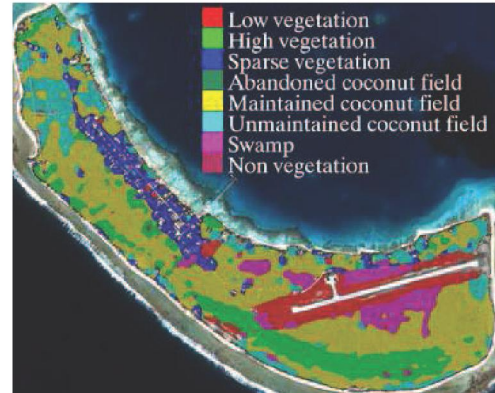 Low vegetation
High vegetation
Sparse vegetation
Abandoned coconut field
Maintained coconut field
Unmaintained coconut field
Swamp
Non vegetation